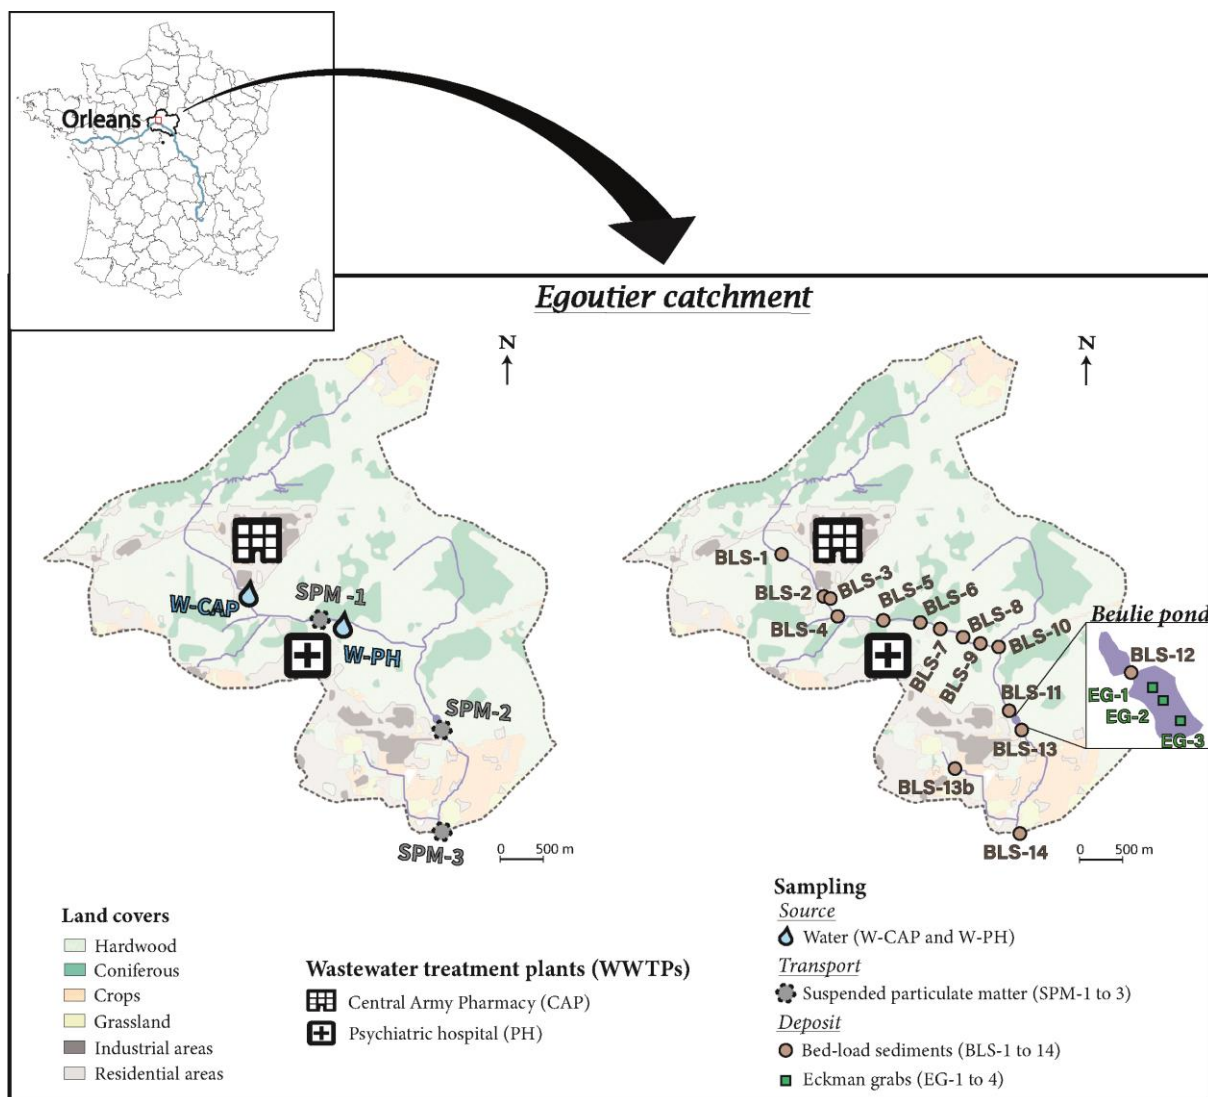 Orleans
Egoutier catchment
N
W-CAP
SPM -1
W-PH
SPM-2
SPM-3
0 500 m
N
BLS-1
BLS-2
BLS-3
BLS-4
BLS-5
BLS-6
BLS-7
BLS-8
BLS-9
BLS-10
BLS-11
BLS-13
BLS-13b
BLS-14
Beulie pond
BLS-12
EG-1
EG-2
EG-3
0 500 m
Land covers
Hardwood
Coniferous
Crops
Grassland
Industrial areas
Residential areas
Wastewater treatment plants (WWTPs)
Central Army Pharmacy (CAP)
Psychiatric hospital (PH)
Sampling
Source
Water (W-CAP and W-PH)
Transport
Suspended particulate matter (SPM-1 to 3)
Deposit
Bed-load sediments (BLS-1 to 14)
Eckman grabs (EG-1 to 4)